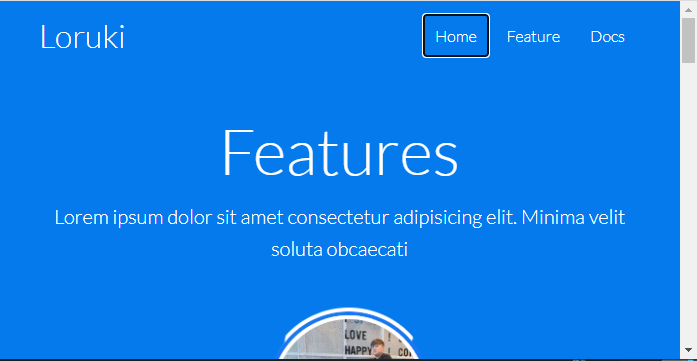 Loruki
Home
Feature
Docs
Features
Lorem ipsum dolor sit amet consectetur adipisicing elit. Minima velit
soluta obcaecati
LOVE
HAPPY